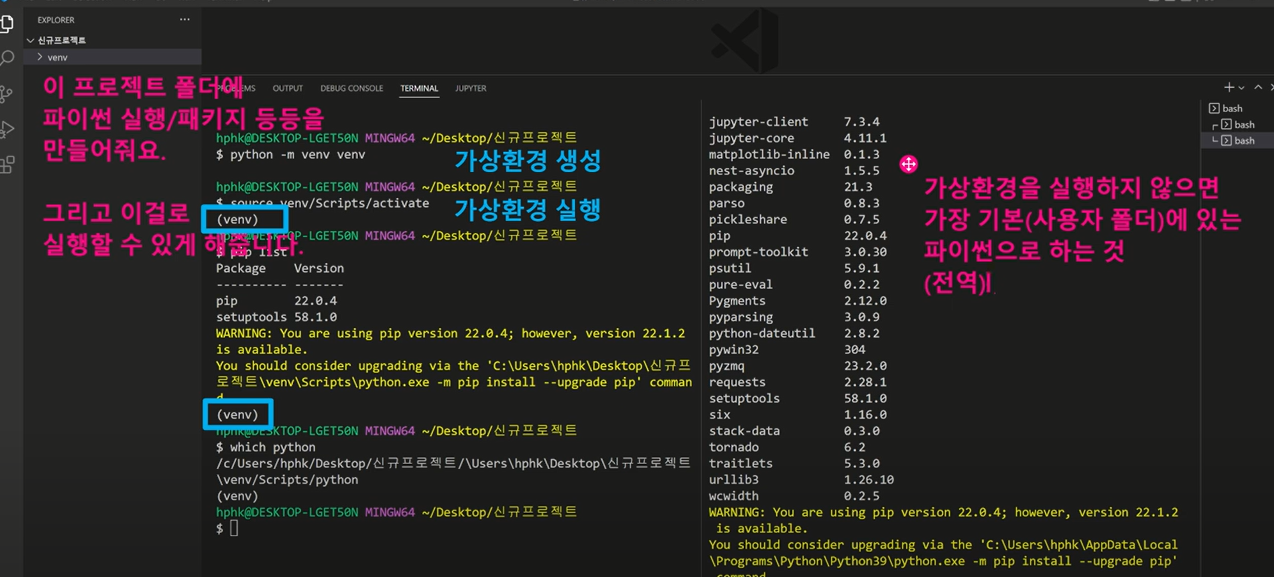 EXPLORER
신규프로젝트
venv
이 프로젝트 폴더에
파이썬 실행/패키지 등등을
만들어줘요.
그리고 이걸로
실행할 수 있게 해줍니다.
OUTPUT
DEBUG CONSOLE
TERMINAL
JUPYTER
hphk@DESKTOP-LGET50N MINGW64 ~/Desktop/신규프로젝트
$ python -m venv venv
가상환경 생성
hphk@DESKTOP-LGET50N MINGW64 ~/Desktop/신규프로젝트
$ source venv/Scripts/activate
가상환경 실행
(venv)
hphk@DESKTOP-LGET50N MINGW64 ~/Desktop/신규프로젝트
$ pip list
Package Version
---------- -------
pip 22.0.4
setuptools 58.1.0
WARNING: You are using pip version 22.0.4; however, version 22.1.2
is available.
You should consider upgrading via the 'C:\Users\hphk\Desktop\신규프
로젝트\venv\Scripts\python.exe -m pip install --upgrade pip' comman
d.
(venv)
hphk@DESKTOP-LGET50N MINGW64 ~/Desktop/신규프로젝트
$ which python
/c/Users/hphk/Desktop/신규프로젝트/\Users\hphk\Desktop\신규프로젝트
\venv/Scripts/python
(venv)
hphk@DESKTOP-LGET50N MINGW64 ~/Desktop/신규프로젝트
$
jupyter-client 7.3.4
jupyter-core 4.11.1
matplotlib-inline 0.1.3
nest-asyncio 1.5.5
packaging 21.3
parso 0.8.3
pickleshare 0.7.5
pip 22.0.4
prompt-toolkit 3.0.30
psutil 5.9.1
pure-eval 0.2.2
Pygments 2.12.0
pyparsing 3.0.9
python-dateutil 2.8.2
pywin32 304
pyzmq 23.2.0
requests 2.28.1
setuptools 58.1.0
six 1.16.0
stack-data 0.3.0
tornado 6.2
traitlets 5.3.0
urllib3 1.26.10
wcwidth 0.2.5
WARNING: You are using pip version 22.0.4; however, version 22.1.2
is available.
You should consider upgrading via the 'C:\Users\hphk\AppData\Local
\Programs\Python\Python39\python.exe -m pip install --upgrade pip'
command.
가상환경을 실행하지 않으면
가장 기본(사용자 폴더)에 있는
파이썬으로 하는 것
(전역)
bash
bash
bash